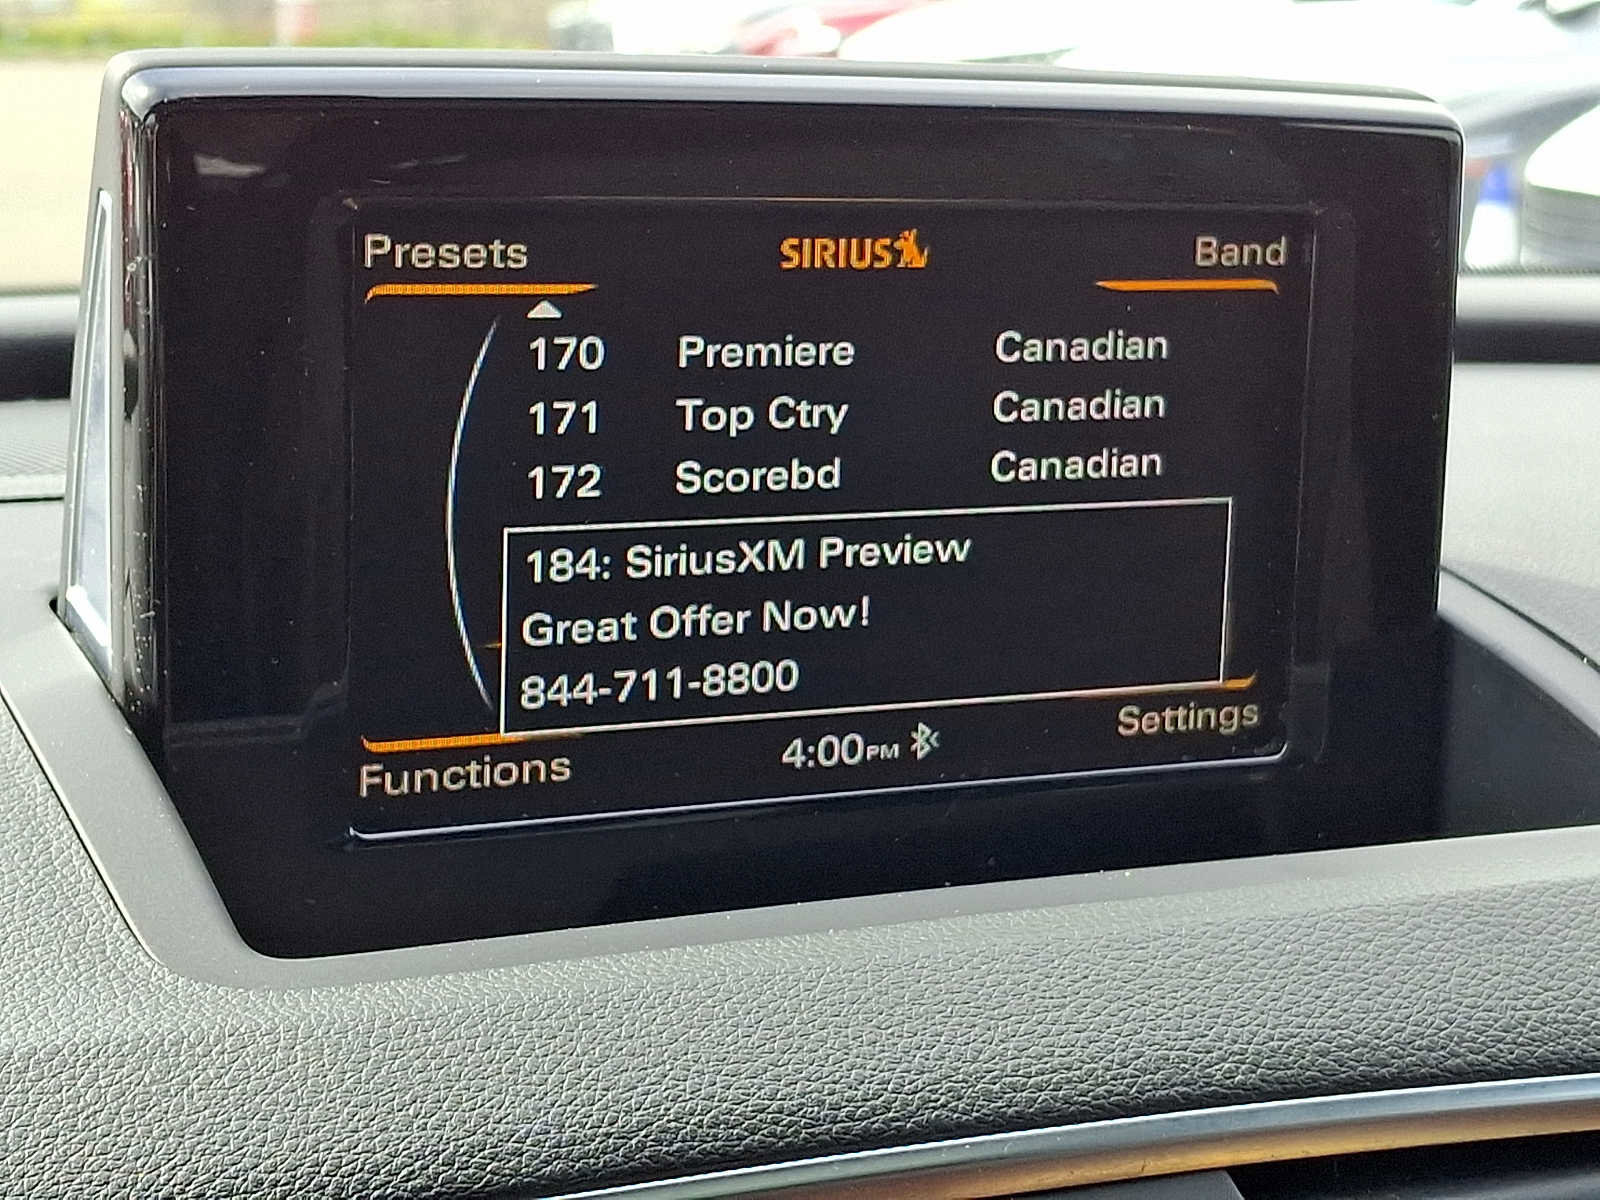 Presets SIRIUS Band
170 Premiere Canadian
171 Top Ctry Canadian
172 Scorebd Canadian
184: SiriusXM Preview
Great Offer Now!
844-711-8800
Functions 4:00PM Settings